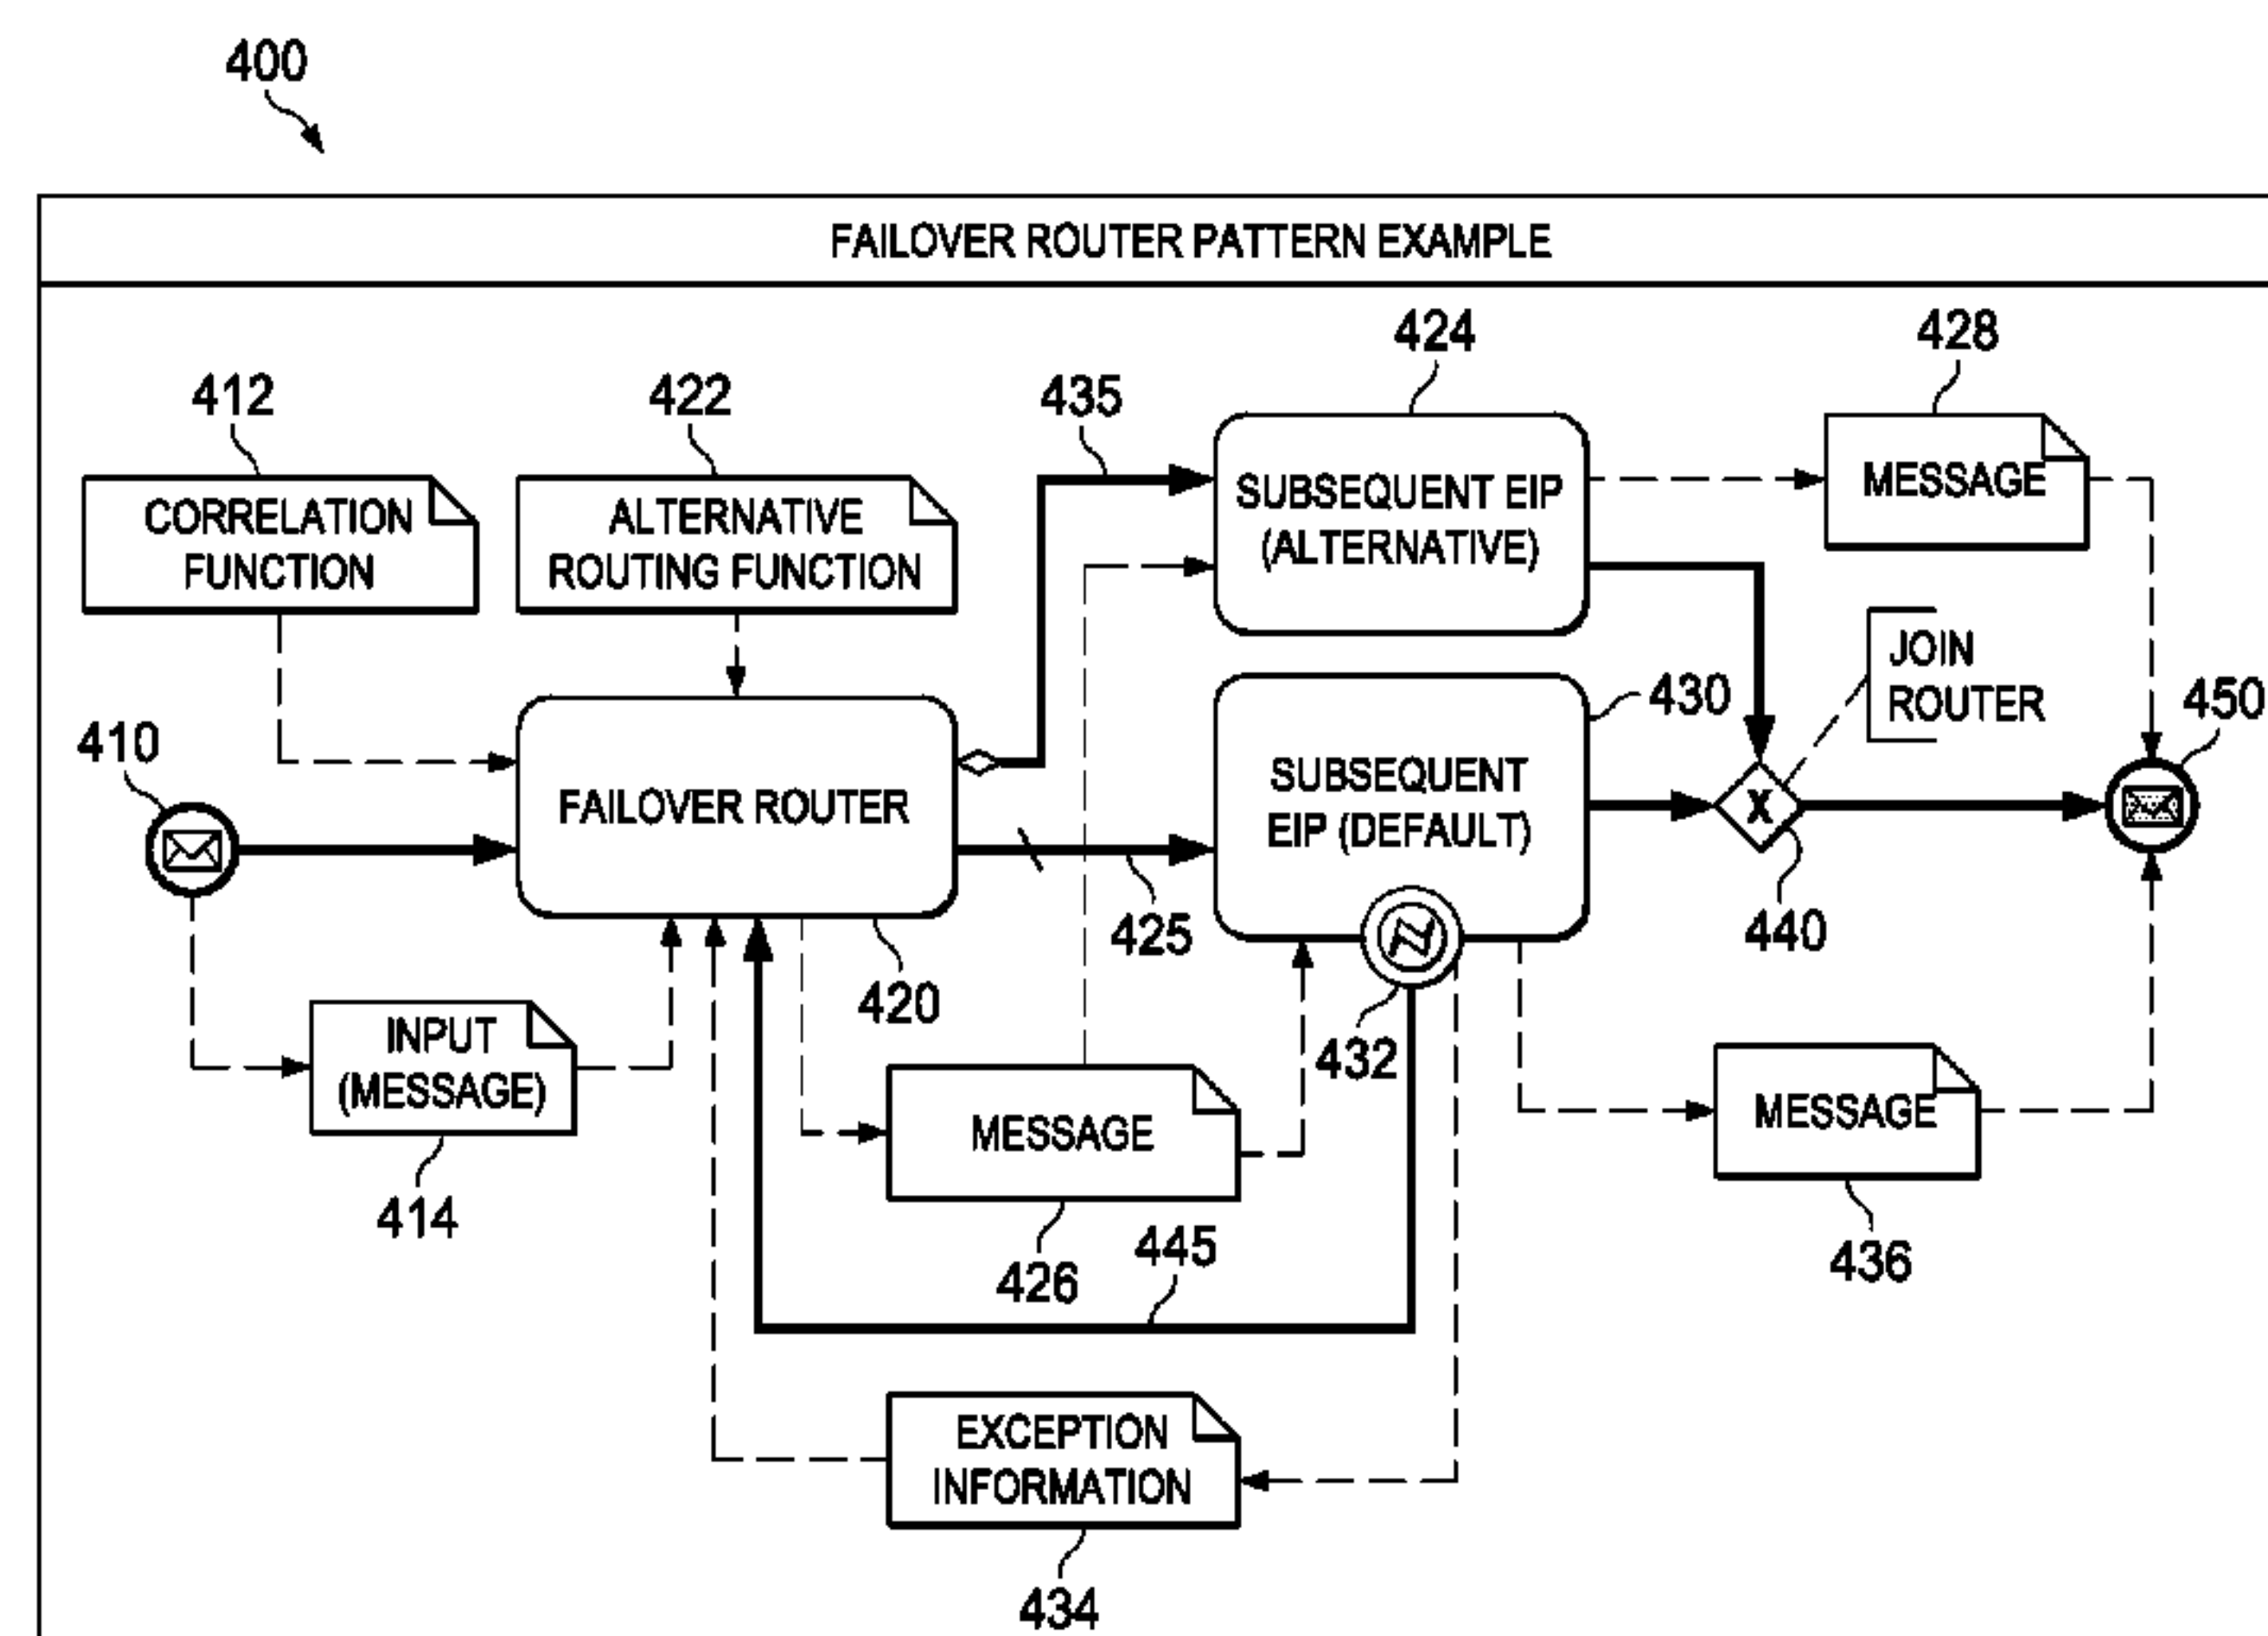 400
FAILOVER ROUTER PATTERN EXAMPLE
424
428
412
422
435
CORRELATION
FUNCTION
ALTERNATIVE
ROUTING FUNCTION
SUBSEQUENT EIP
(ALTERNATIVE)
MESSAGE
JOIN
ROUTER
430
450
410
FAILOVER ROUTER
SUBSEQUENT
EIP (DEFAULT)
X
425
440
420
432
INPUT
(MESSAGE)
MESSAGE
MESSAGE
414
426
445
436
EXCEPTION
INFORMATION
434